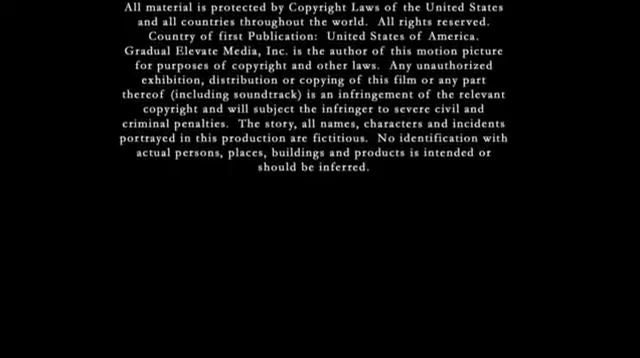 All material is protected by Copyright Laws of the United States
and all countries throughout the world.  All rights reserved.
Country of first Publication:  United States of America.
Gradual Elevate Media, Inc. is the author of this motion picture
for purposes of copyright and other laws.  Any unauthorized
exhibition, distribution or copying of this film or any part
thereof (including soundtrack) is an infringement of the relevant
copyright and will subject the infringer to severe civil and
criminal penalties.  The story, all names, characters and incidents
portrayed in this production are fictitious.  No identification with
actual persons, places, buildings and products is intended or
should be inferred.